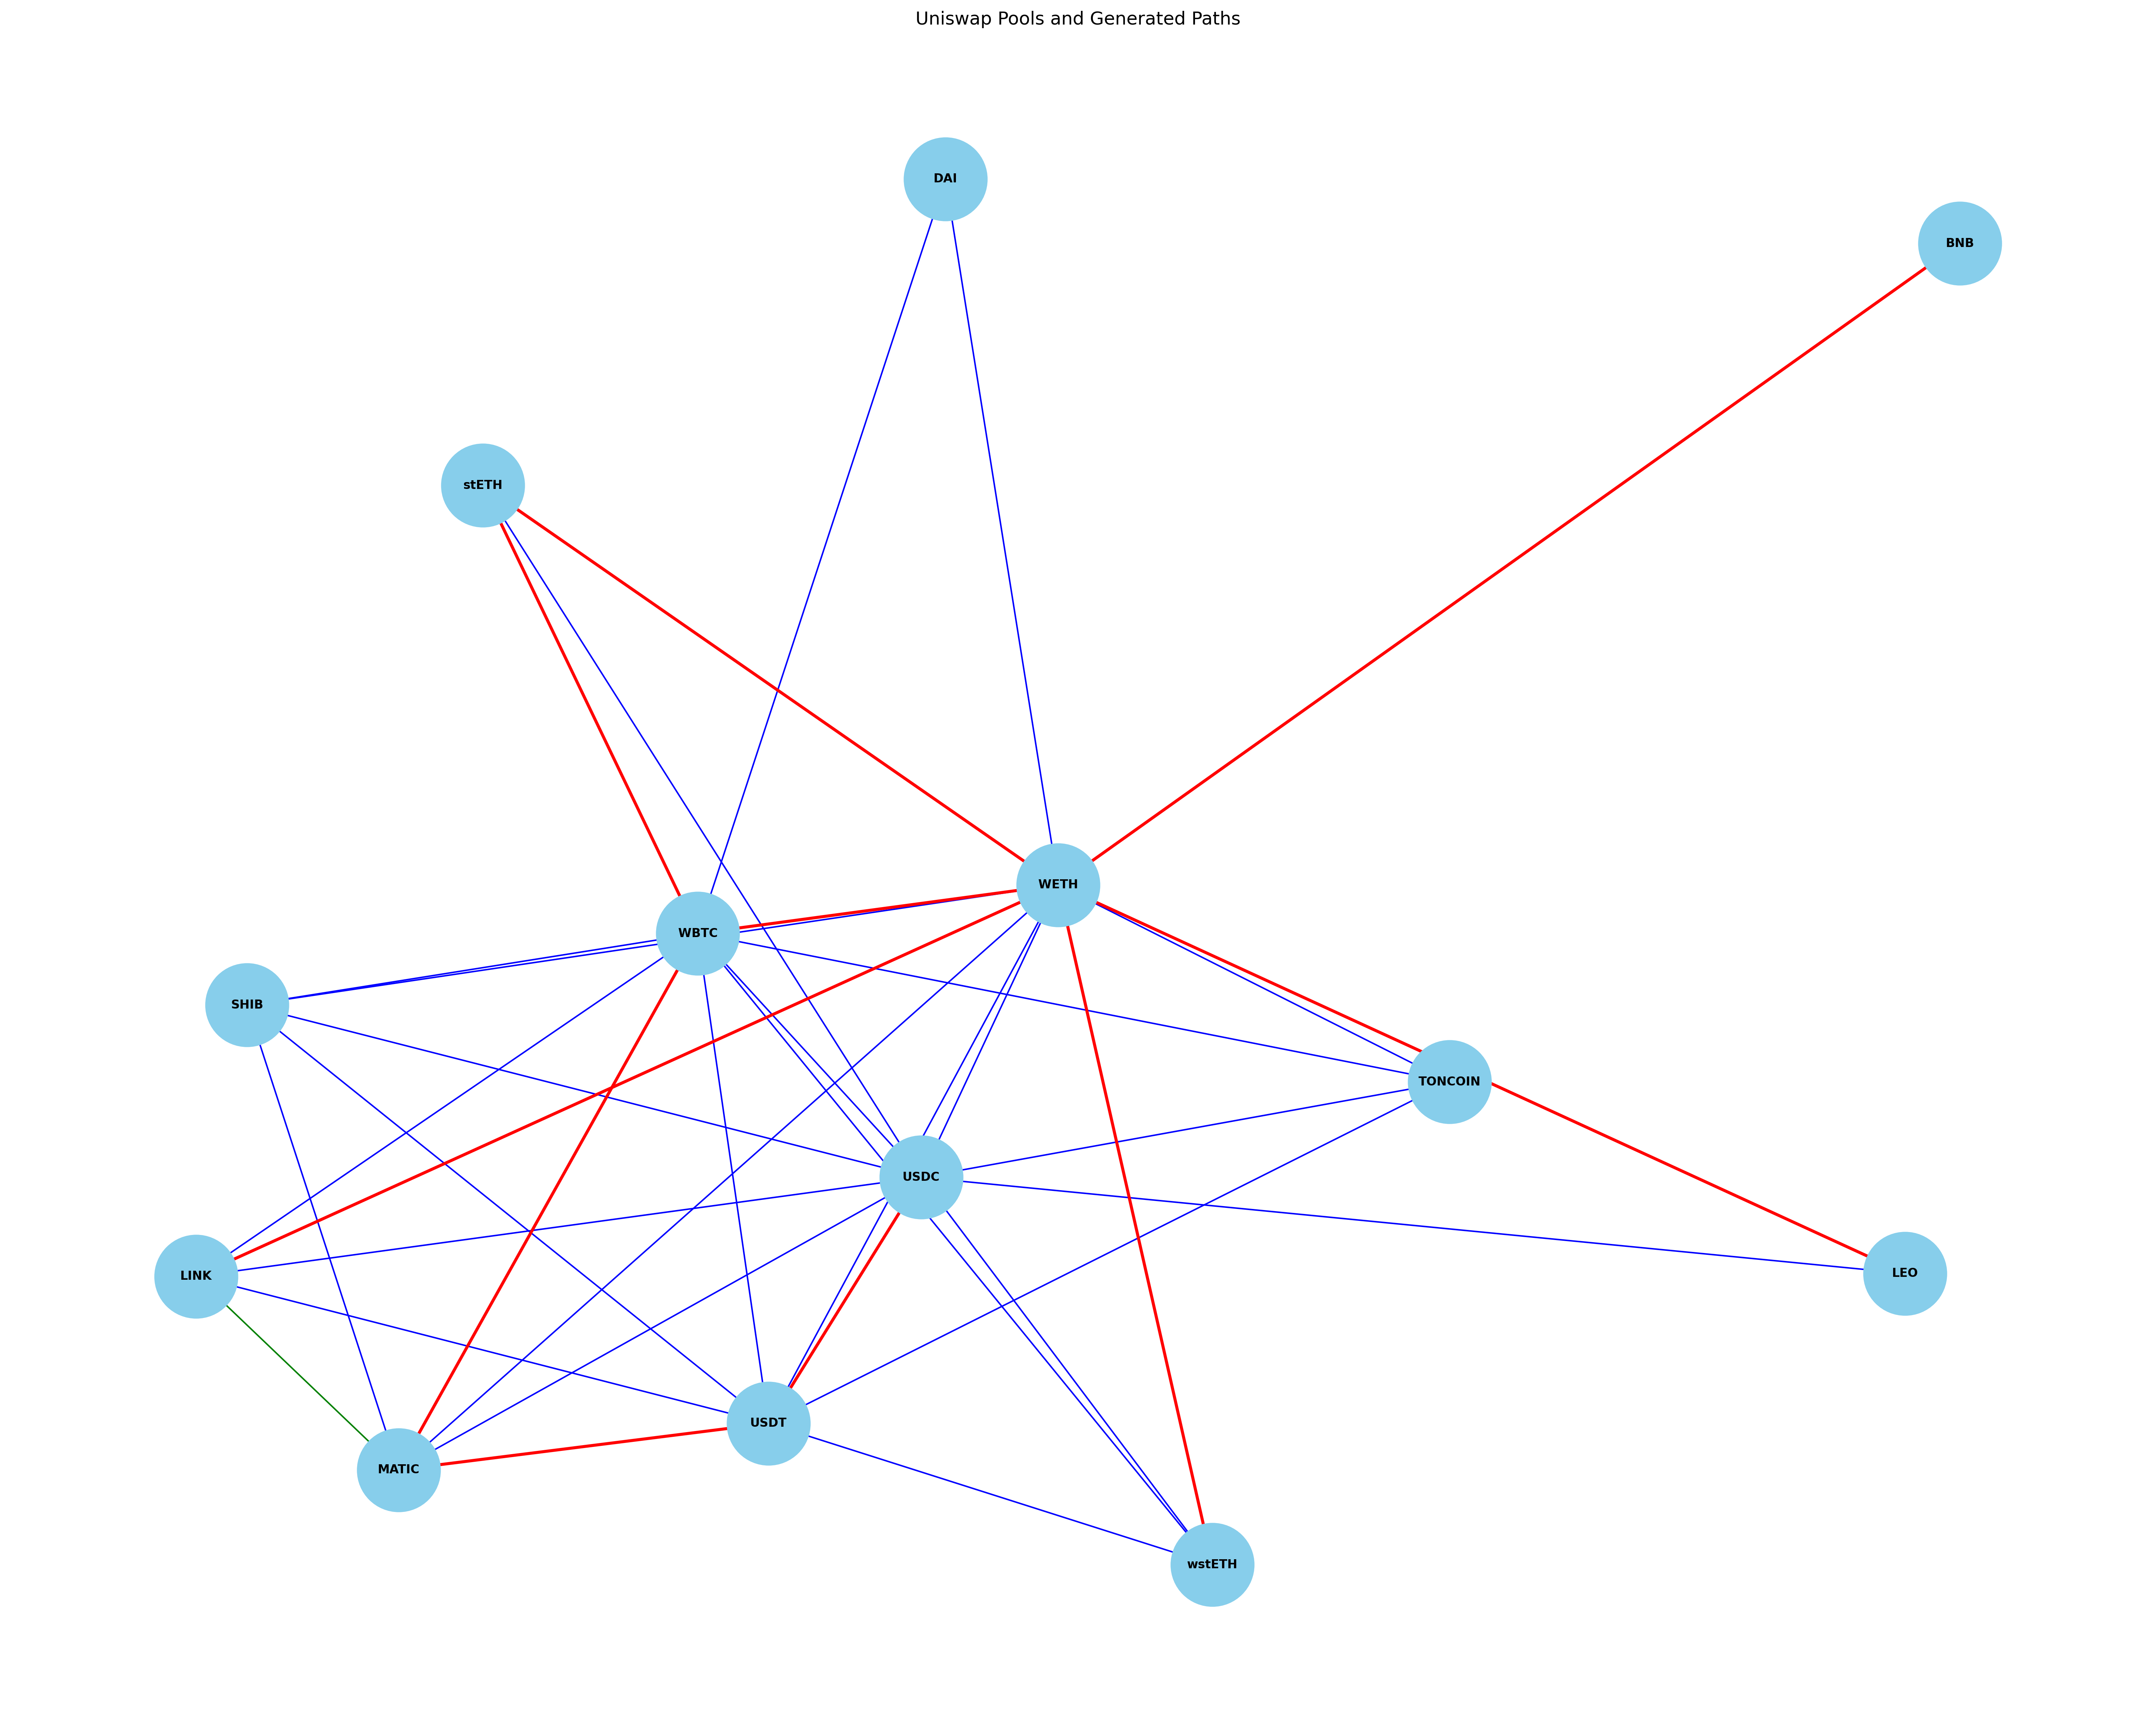 Uniswap Pools and Generated Paths
DAI
BNB
stETH
WETH
WBTC
SHIB
TONCOIN
USDC
LEO
LINK
USDT
MATIC
wstETH